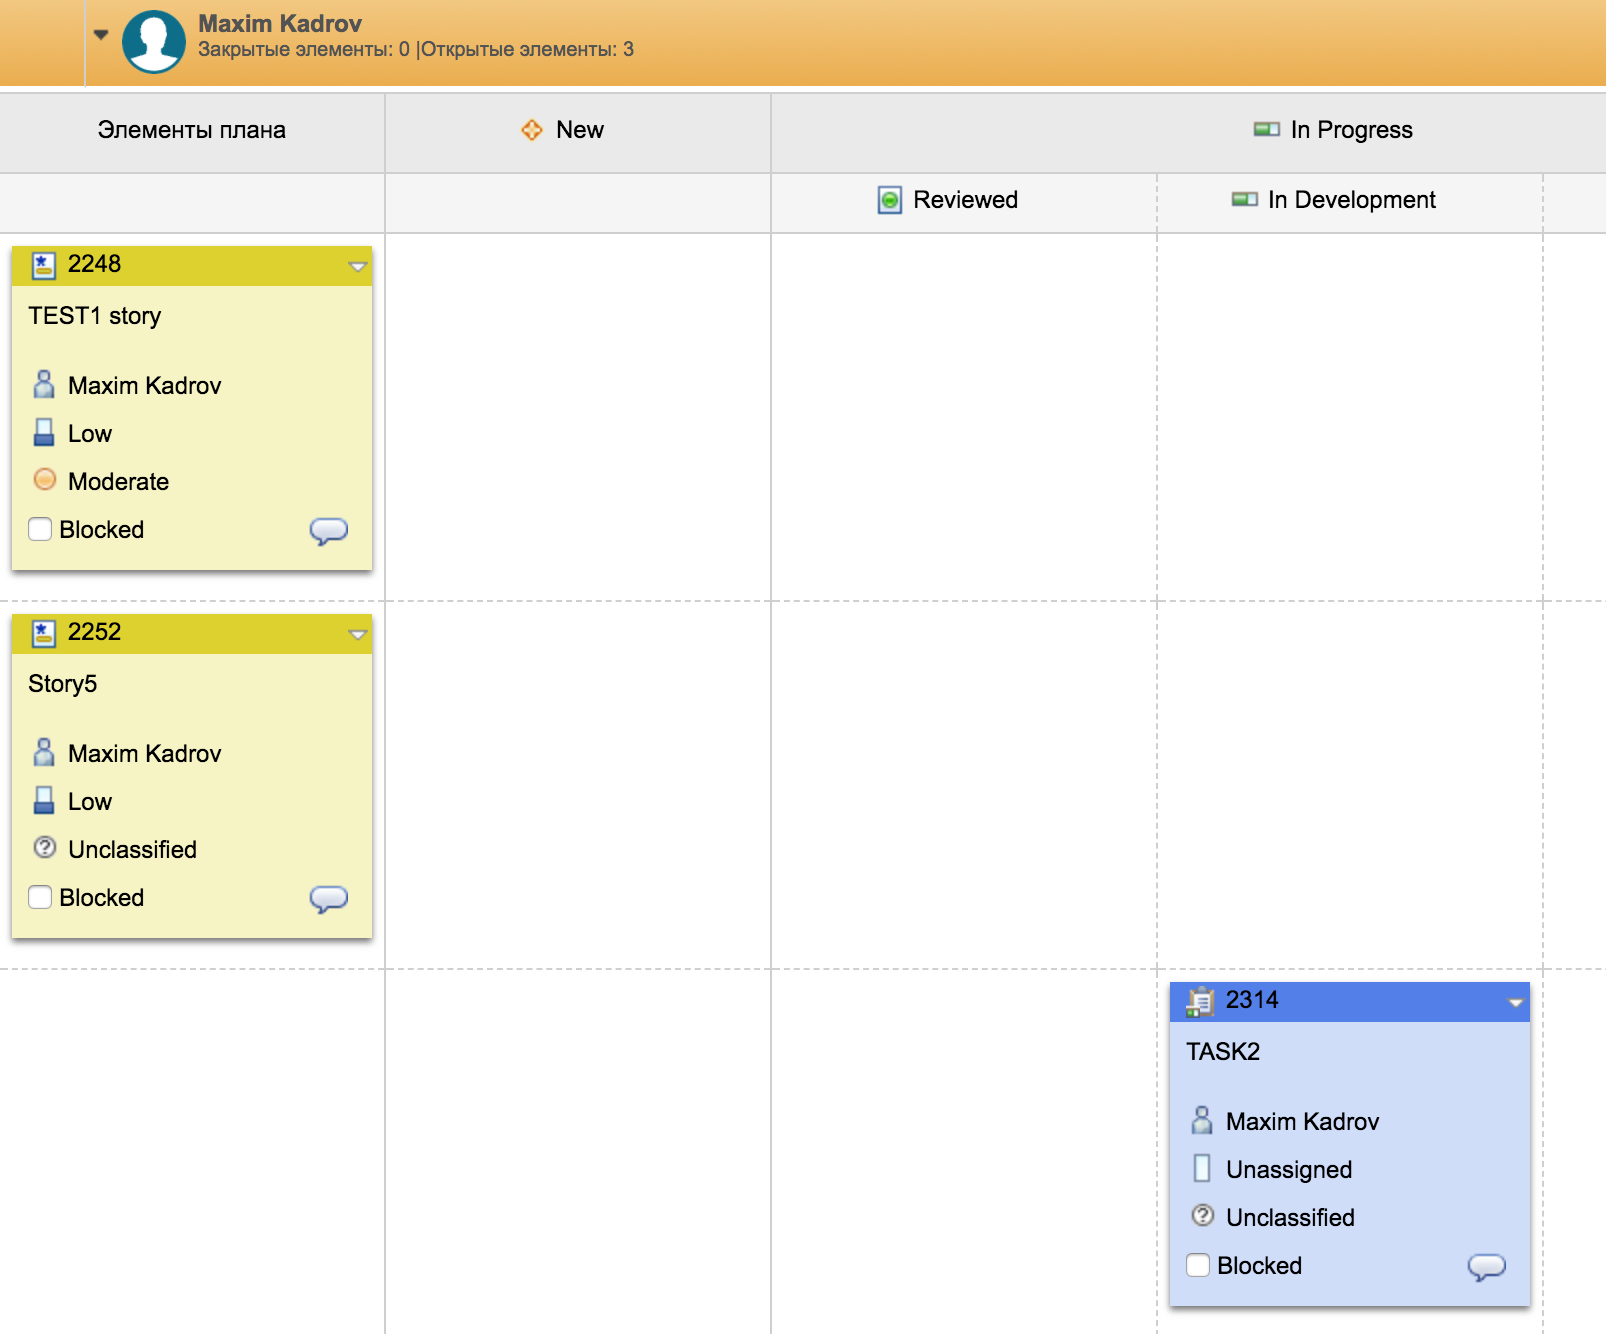 Maxim Kadrov
Закрытые элементы: 0 |Открытые элементы: 3
Элементы плана
New
In Progress
Reviewed
In Development
2248
TEST1 story
Maxim Kadrov
Low
Moderate
Blocked
2252
Story5
Maxim Kadrov
Low
Unclassified
Blocked
2314
TASK2
Maxim Kadrov
Unassigned
Unclassified
Blocked